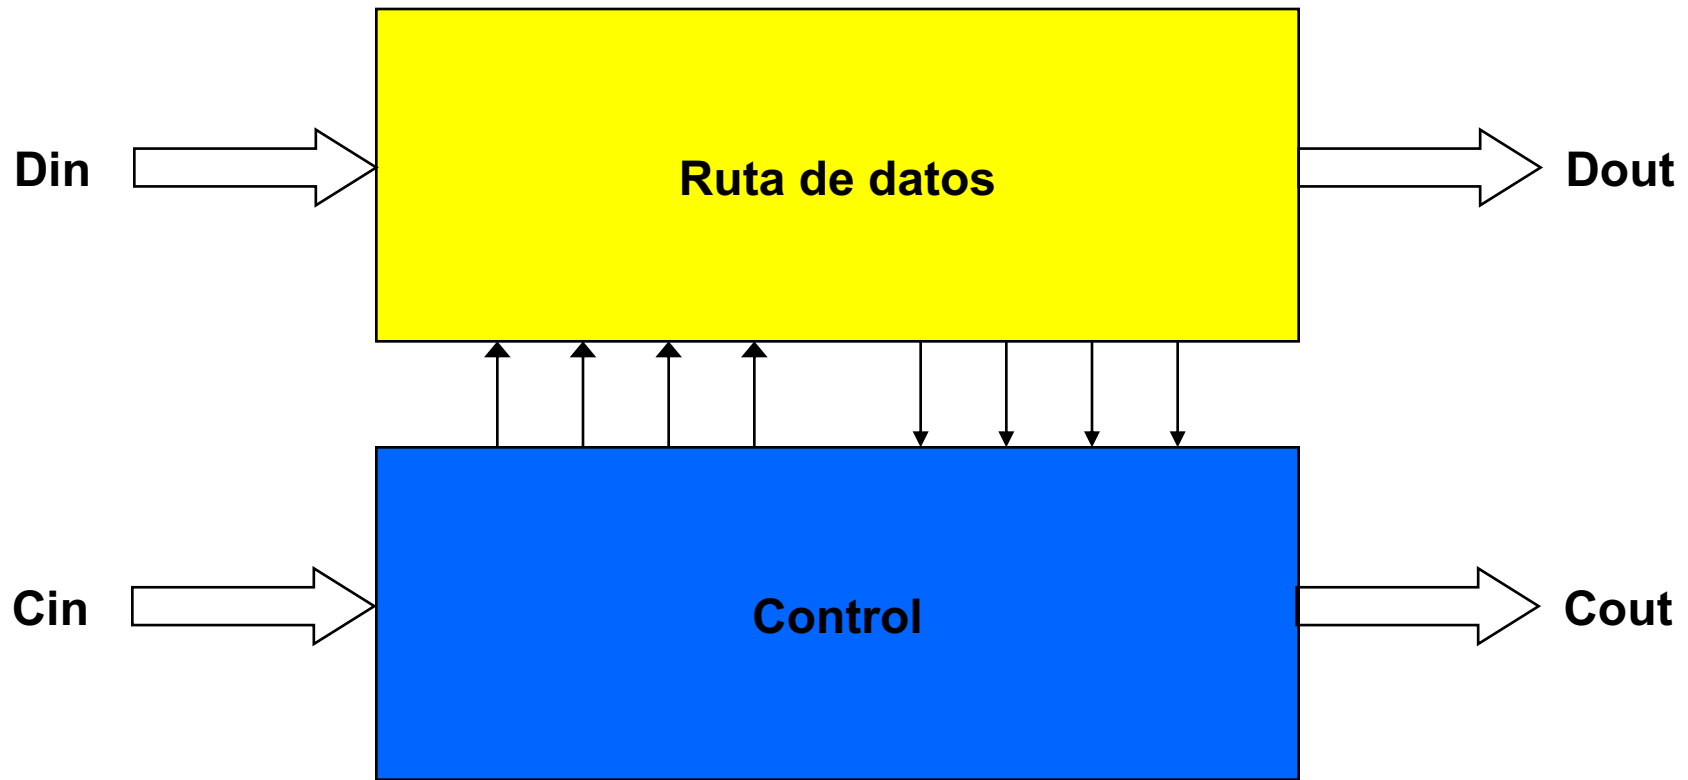 Din
Ruta de datos
Dout
Cin
Control
Cout